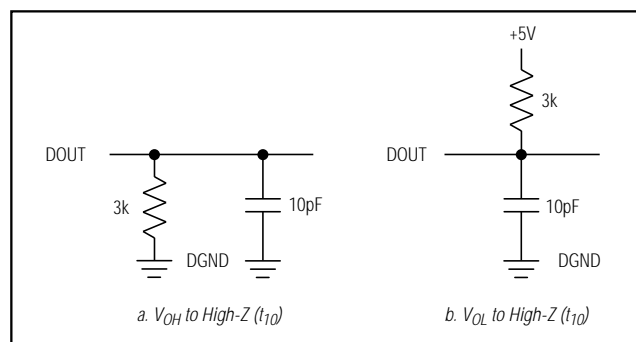 +5V
3k
DOUT
DOUT
3k
10pF
10pF
DGND
DGND
a. VOH to High-Z (t10)
b. VOL to High-Z (t10)